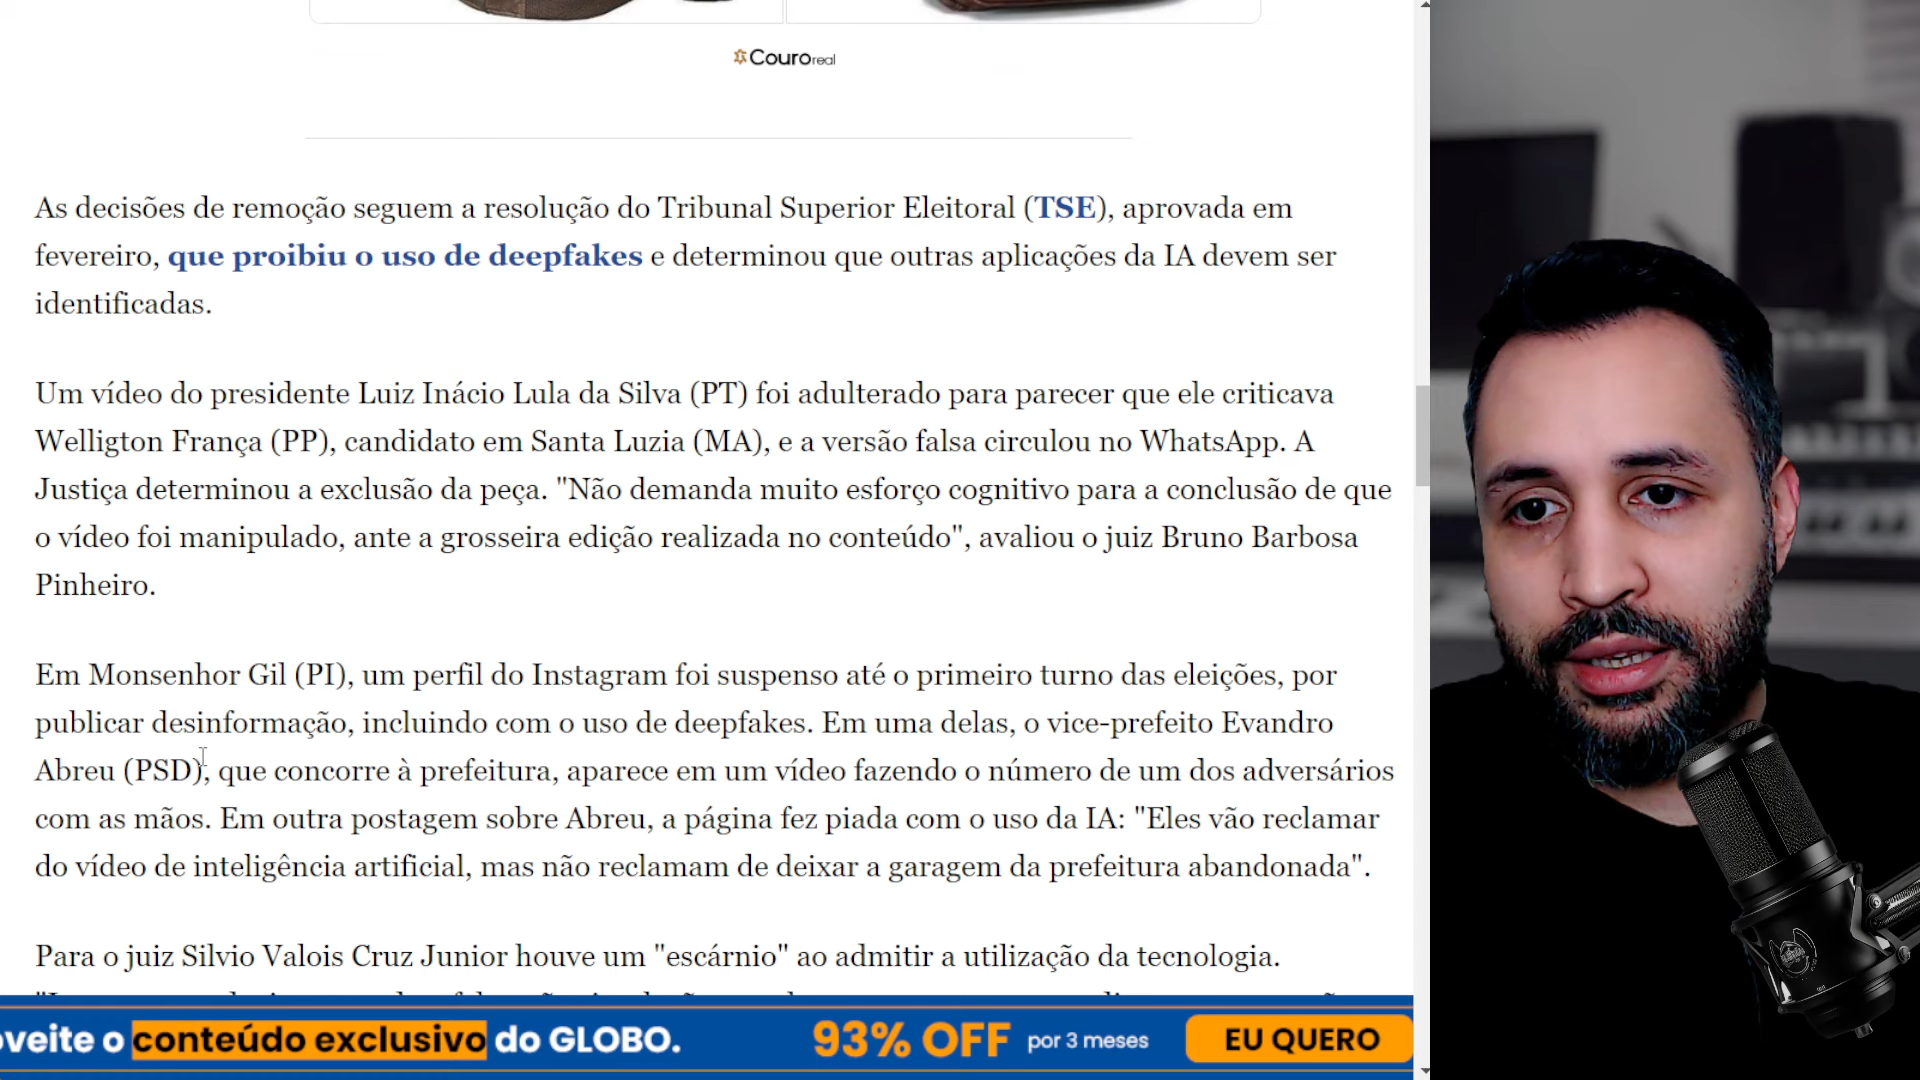 Couroreal
As decisões de remoção seguem a resolução do Tribunal Superior Eleitoral (TSE), aprovada em
fevereiro, que proibiu o uso de deepfakes e determinou que outras aplicações da IA devem ser
identificadas.
Um vídeo do presidente Luiz Inácio Lula da Silva (PT) foi adulterado para parecer que ele criticava
Welligton França (PP), candidato em Santa Luzia (MA), e a versão falsa circulou no WhatsApp. A
Justiça determinou a exclusão da peça. "Não demanda muito esforço cognitivo para a conclusão de que
o vídeo foi manipulado, ante a grosseira edição realizada no conteúdo", avaliou o juiz Bruno Barbosa
Pinheiro.
Em Monsenhor Gil (PI), um perfil do Instagram foi suspenso até o primeiro turno das eleições, por
publicar desinformação, incluindo com o uso de deepfakes. Em uma delas, o vice-prefeito Evandro
Abreu (PSD), que concorre à prefeitura, aparece em um vídeo fazendo o número de um dos adversários
com as mãos. Em outra postagem sobre Abreu, a página fez piada com o uso da IA: "Eles vão reclamar
do vídeo de inteligência artificial, mas não reclamam de deixar a garagem da prefeitura abandonada".
Para o juiz Silvio Valois Cruz Junior houve um "escárnio" ao admitir a utilização da tecnologia.
oveite o conteúdo exclusivo do GLOBO. 93% OFF por 3 meses EU QUERO